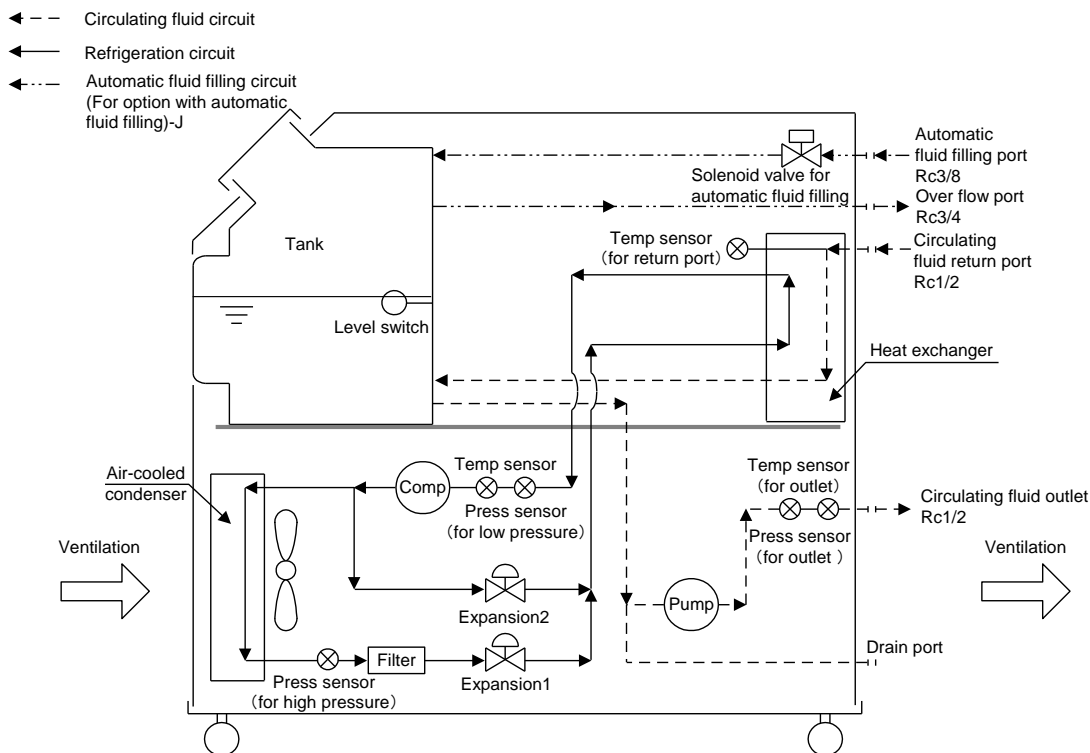 Circulating fluid circuit
Refrigeration circuit
Automatic fluid filling circuit
(For option with automatic
fluid filling)-J
Automatic
fluid filling port
Rc3/8
Solenoid valve for
automatic fluid filling
Over flow port
Rc3/4
Tank
Temp sensor
(for return port)
Circulating
fluid return port
Rc1/2
Level switch
Heat exchanger
Air-cooled
condenser
Comp
Temp sensor
Press sensor
(for low pressure)
Temp sensor
(for outlet)
Press sensor
(for outlet )
Circulating fluid outlet
Rc1/2
Ventilation
Ventilation
Expansion2
Pump
Filter
Expansion1
Press sensor
(for high pressure)
Drain port